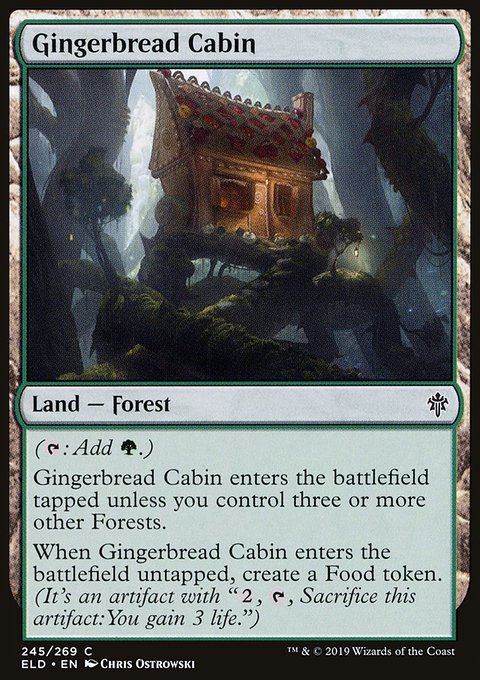 Gingerbread Cabin
Land — Forest
(: Add .)
Gingerbread Cabin enters the battlefield
tapped unless you control three or more
other Forests.
When Gingerbread Cabin enters the
battlefield untapped, create a Food token.
(It's an artifact with “2, , Sacrifice this
artifact: You gain 3 life.”)
245/269 C
ELD • EN Chris Ostrowski
™ & © 2019 Wizards of the Coast